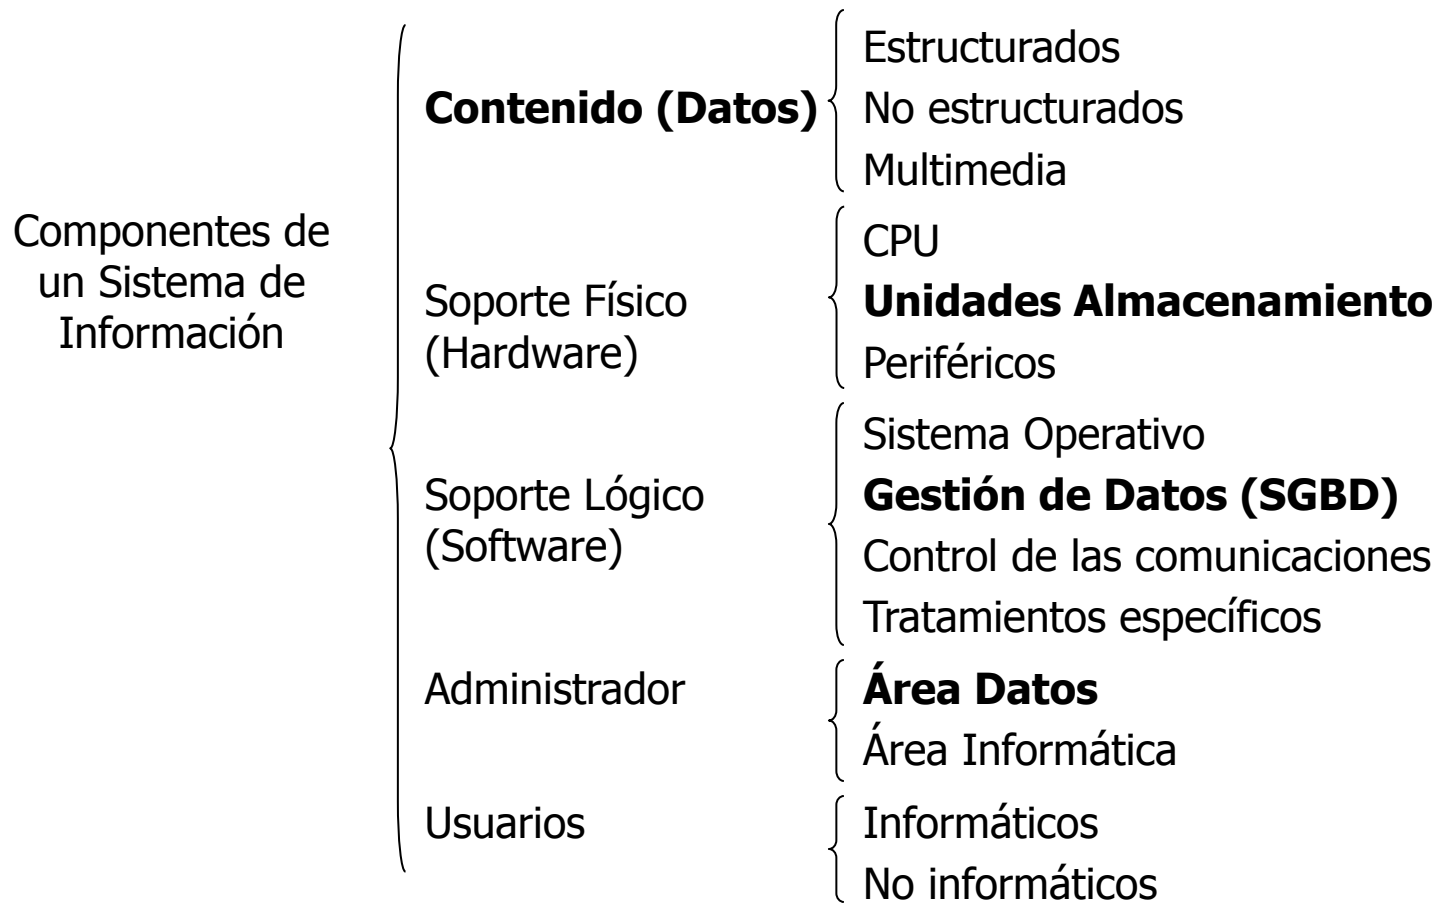 Componentes de
un Sistema de
Información
Contenido (Datos)
Estructurados
No estructurados
Multimedia
Soporte Físico
(Hardware)
CPU
Unidades Almacenamiento
Periféricos
Soporte Lógico
(Software)
Sistema Operativo
Gestión de Datos (SGBD)
Control de las comunicaciones
Tratamientos específicos
Administrador
Área Datos
Área Informática
Usuarios
Informáticos
No informáticos